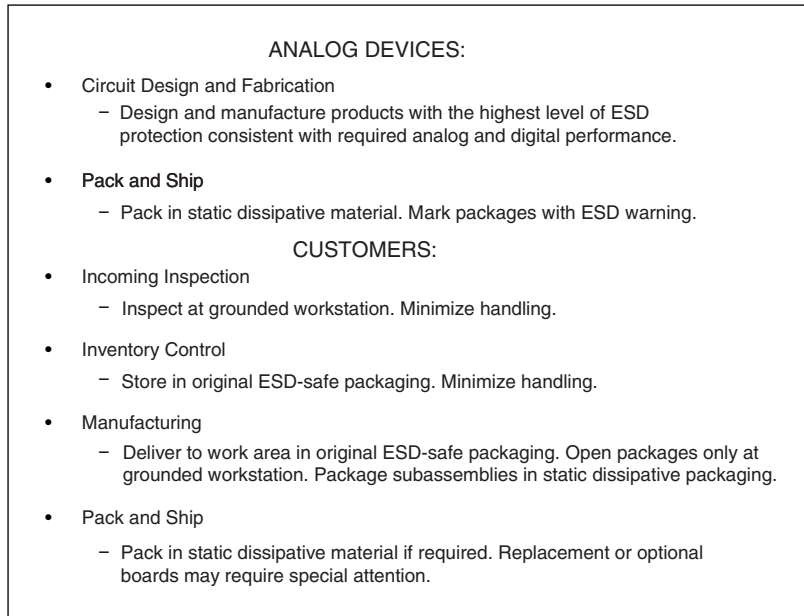 ANALOG DEVICES:
• Circuit Design and Fabrication
– Design and manufacture products with the highest level of ESD
protection consistent with required analog and digital performance.
• Pack and Ship
– Pack in static dissipative material. Mark packages with ESD warning.
CUSTOMERS:
• Incoming Inspection
– Inspect at grounded workstation. Minimize handling.
• Inventory Control
– Store in original ESD-safe packaging. Minimize handling.
• Manufacturing
– Deliver to work area in original ESD-safe packaging. Open packages only at
grounded workstation. Package subassemblies in static dissipative packaging.
• Pack and Ship
– Pack in static dissipative material if required. Replacement or optional
boards may require special attention.